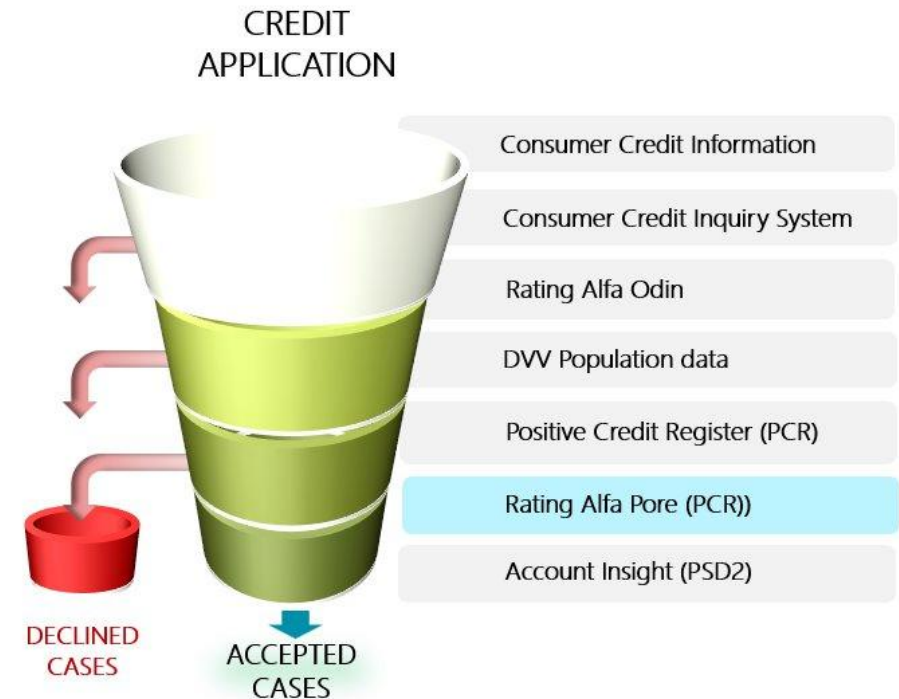 CREDIT
APPLICATION
Consumer Credit Information
Consumer Credit Inquiry System
Rating Alfa Odin
DVV Population data
Positive Credit Register (PCR)
Rating Alfa Pore (PCR))
Account Insight (PSD2)
DECLINED
CASES
ACCEPTED
CASES